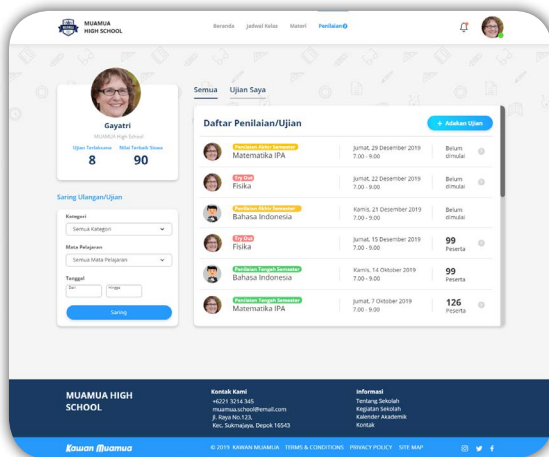 MUAMUA
HIGH SCHOOL
Beranda
Jadwal Kelas
Materi
Penilaian
Gayatri
MUAMUA High School
Ujian Terlaksana
Nilai Terbaik Siswa
8
90
Saring Ulangan/Ujian
Kategori
Semua Kategori
Mata Pelajaran
Semua Mata Pelajaran
Tanggal
Dari
Hingga
Saring
Semua
Ujian Saya
Daftar Penilaian/Ujian
+ Adakan Ujian
Penilaian Akhir Semester
Matematika IPA
Jumat, 29 Desember 2019
7.00 - 9.00
Belum
dimulai
Try Out
Fisika
Jumat, 22 Desember 2019
7.00 - 9.00
Belum
dimulai
Penilaian Akhir Semester
Bahasa Indonesia
Kamis, 21 Desember 2019
7.00 - 9.00
Belum
dimulai
Try Out
Fisika
Jumat, 15 Desember 2019
7.00 - 9.00
99
Peserta
Penilaian Tengah Semester
Bahasa Indonesia
Kamis, 14 Oktober 2019
7.00 - 9.00
99
Peserta
Penilaian Tengah Semester
Matematika IPA
Jumat, 7 Oktober 2019
7.00 - 9.00
126
Peserta
MUAMUA HIGH
SCHOOL
Kontak Kami
+6221 3214 345
muamua.school@email.com
Jl. Raya No.123,
Kec. Sukmajaya, Depok 16543
Informasi
Tentang Sekolah
Kegiatan Sekolah
Kalender Akademik
Kontak
Kawan Muamua
© 2019 KAWAN MUAMUA
TERMS & CONDITIONS
PRIVACY POLICY
SITE MAP